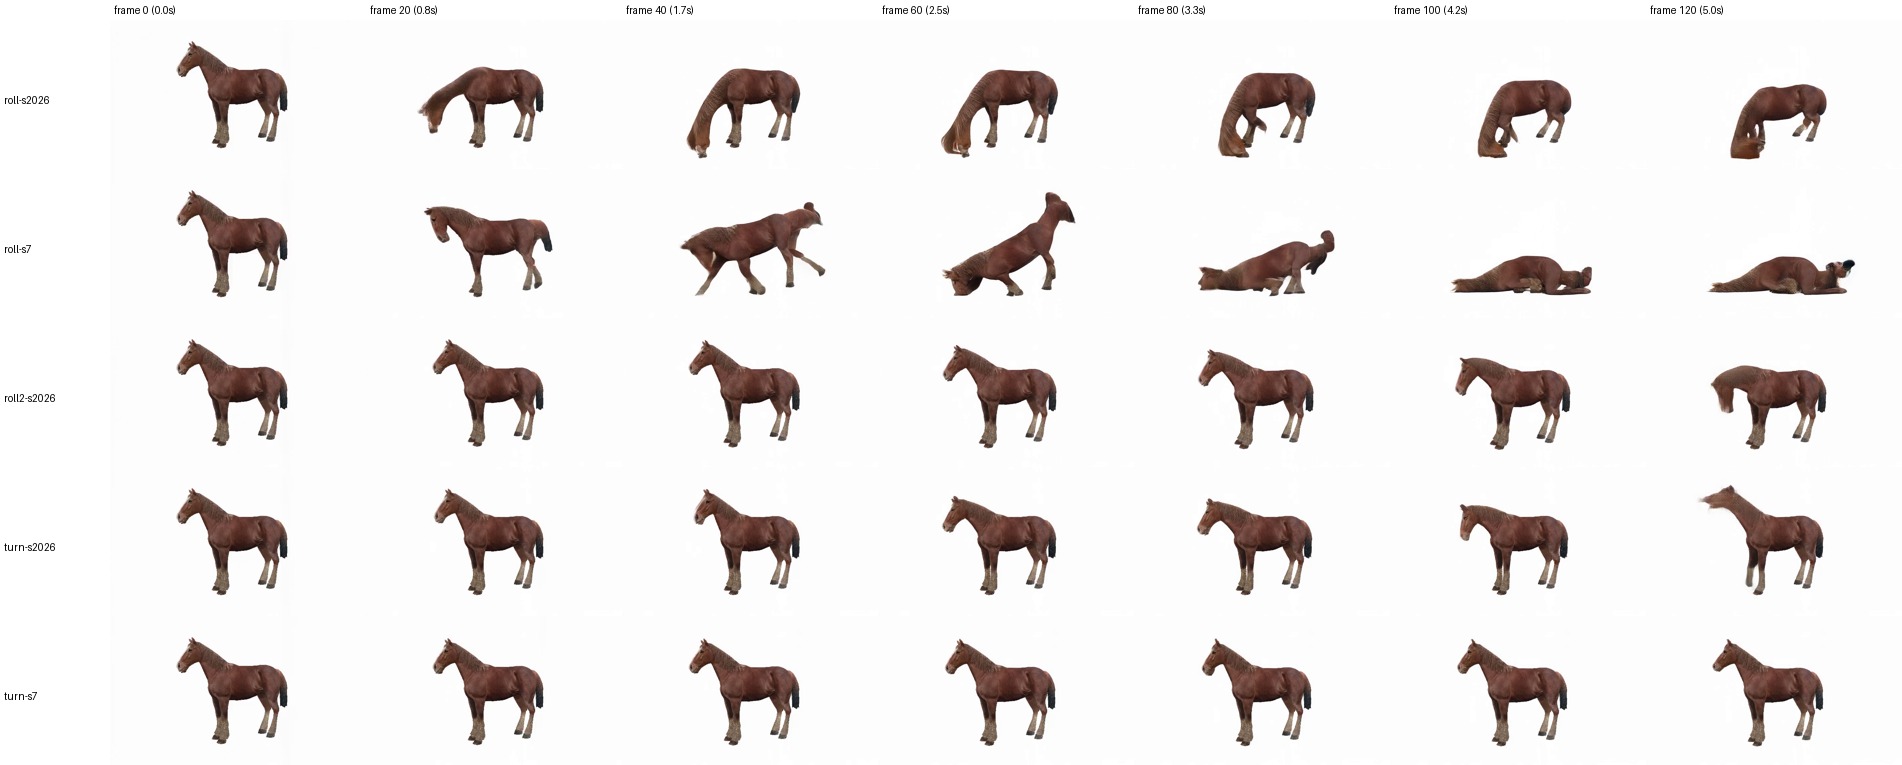 frame 0 (0.0s) frame 20 (0.8s) frame 40 (1.7s) frame 60 (2.5s) frame 80 (3.3s) frame 100 (4.2s) frame 120 (5.0s)
roll-s2026
roll-s7
roll2-s2026
turn-s2026
turn-s7